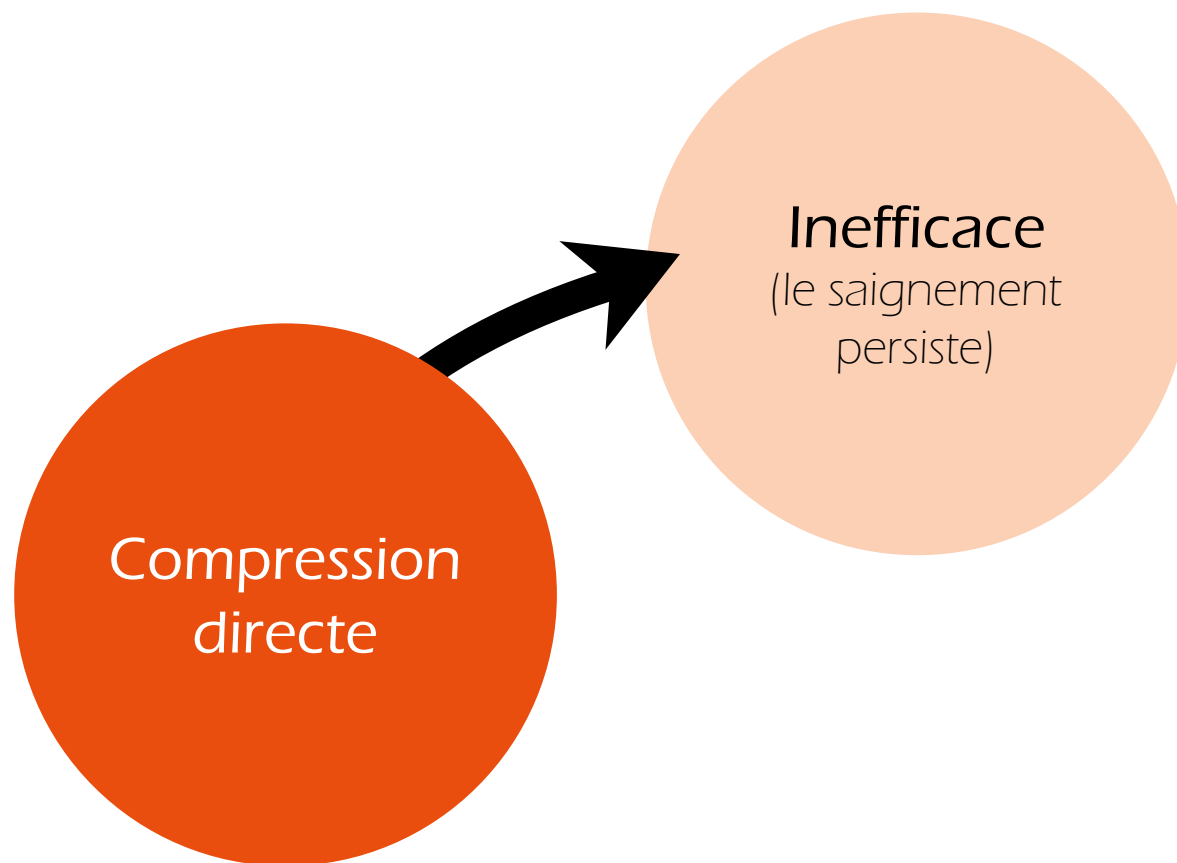 Inefficace
(le saignement
persiste)
Compression
directe